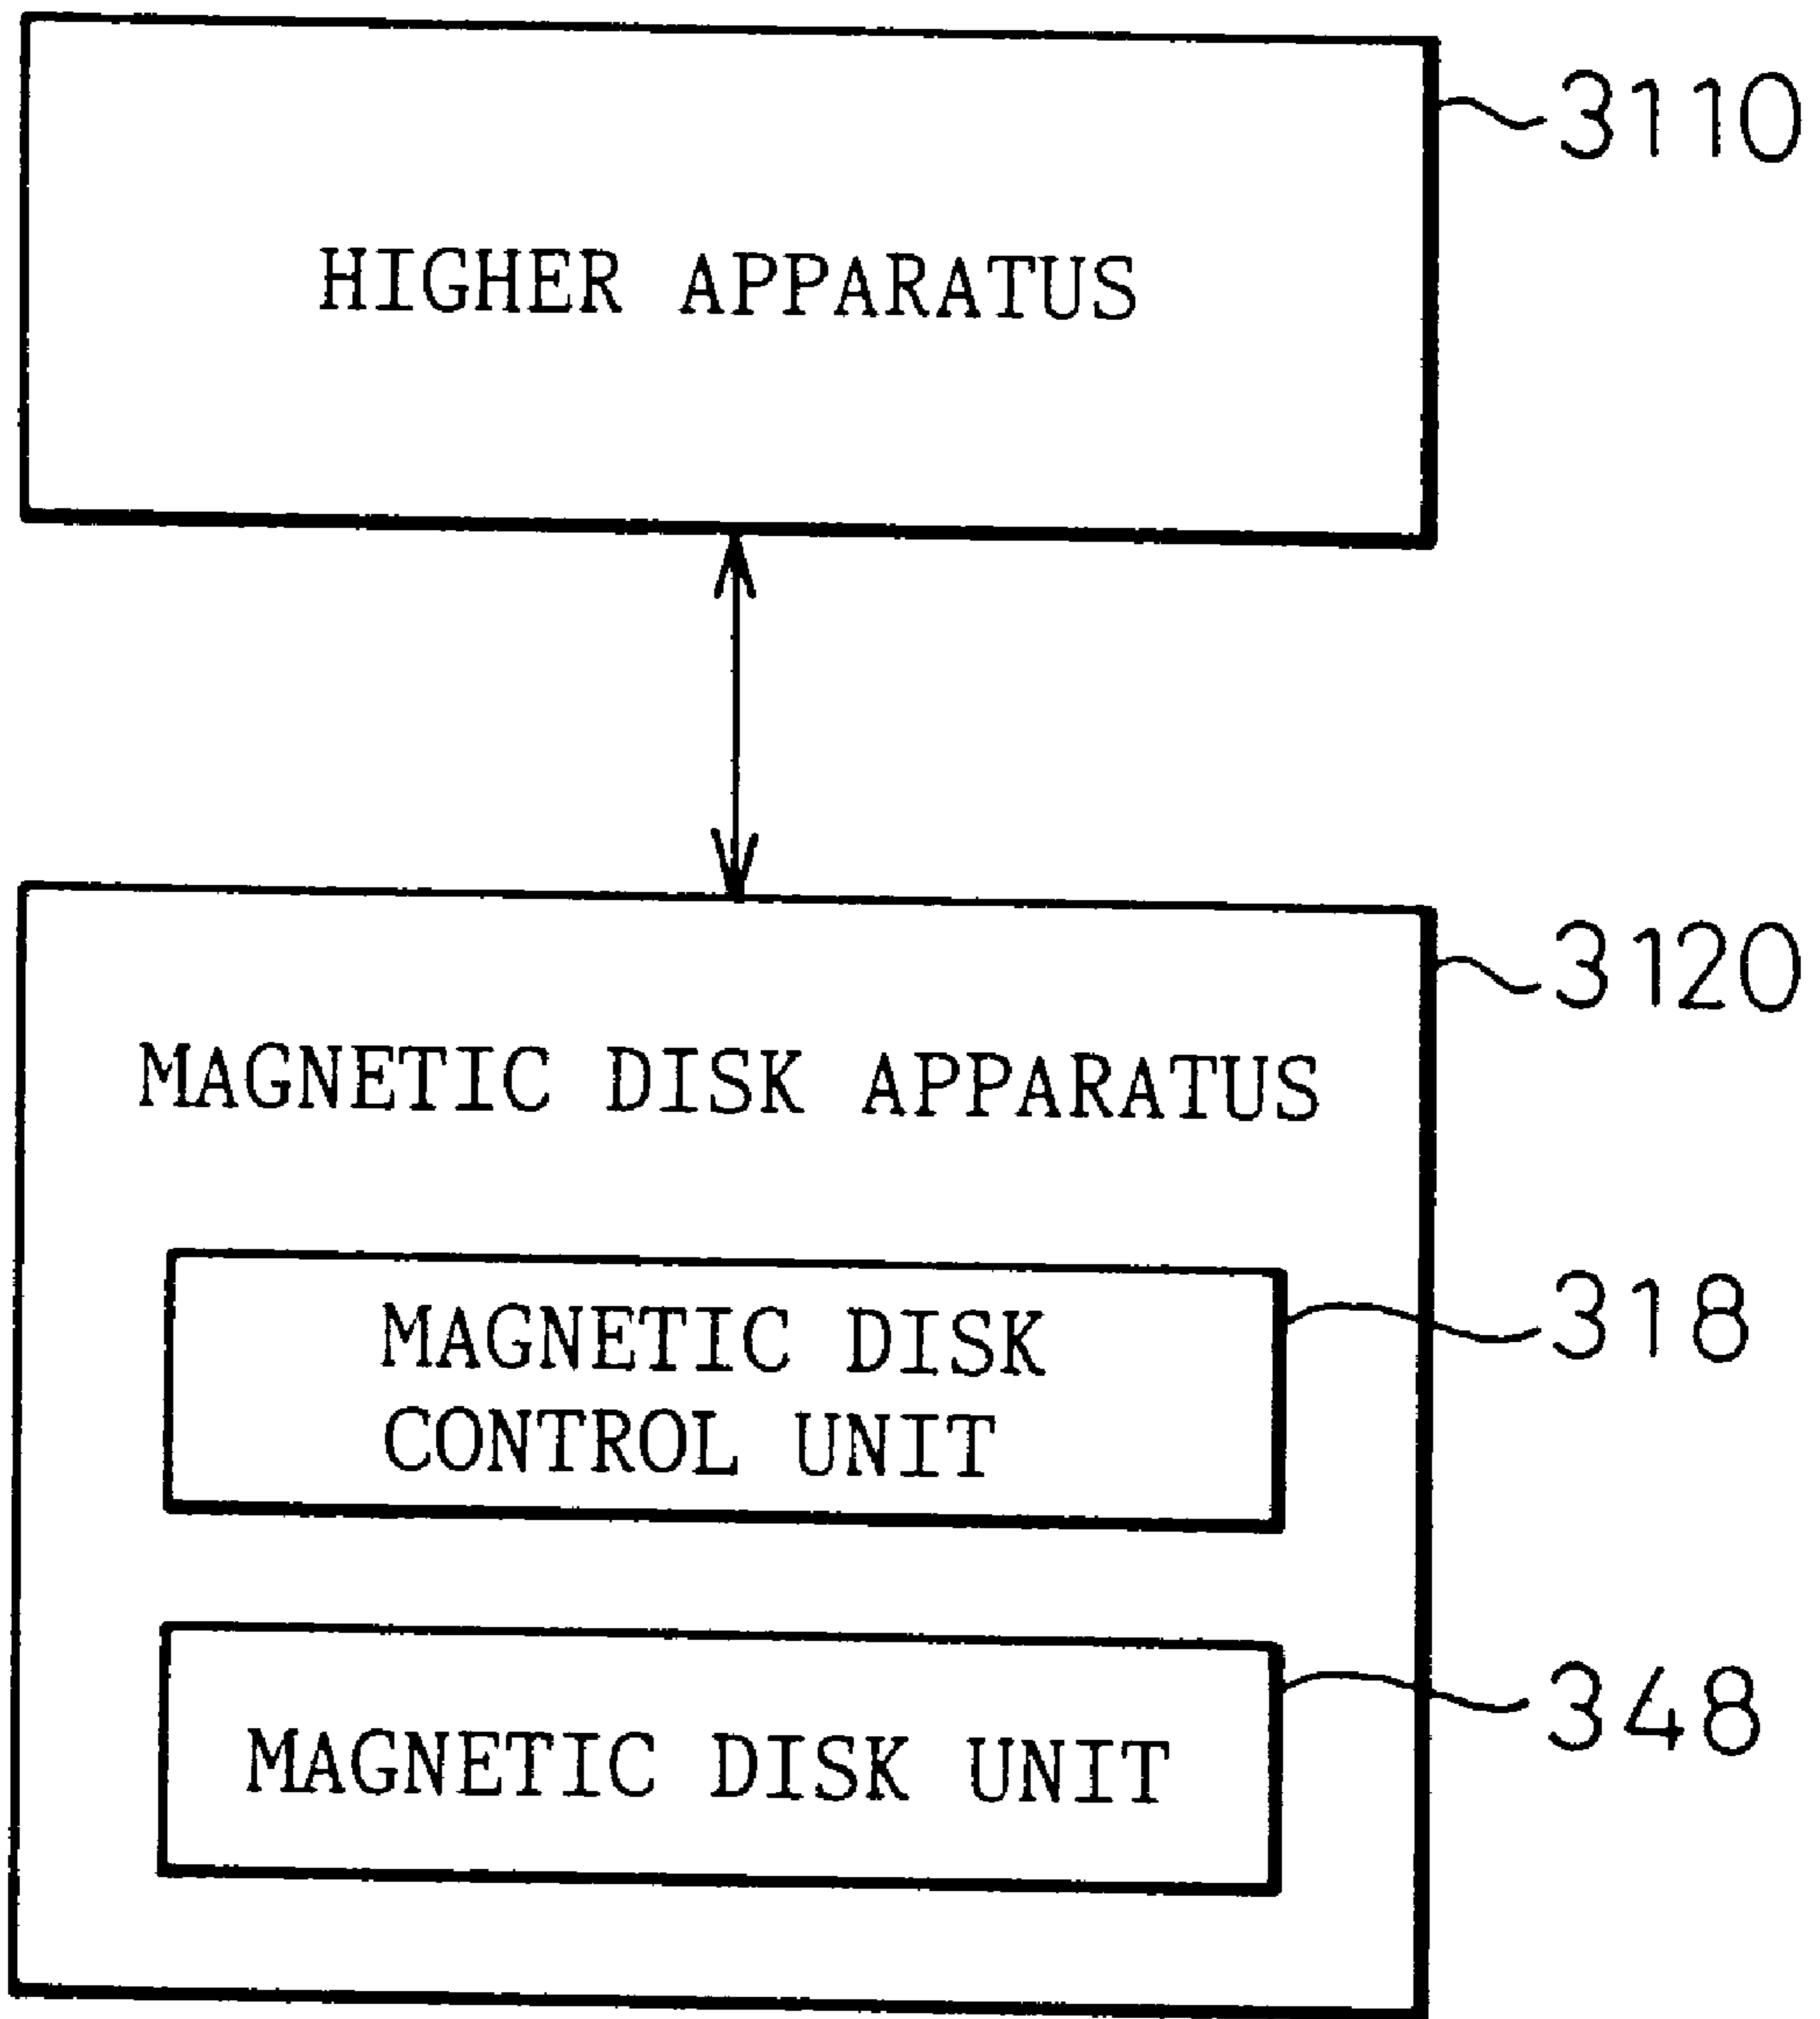 3110
HIGHER APPARATUS
3120
MAGNETIC DISK APPARATUS
MAGNETIC DISK
CONTROL UNIT
318
MAGNETIC DISK UNIT
348